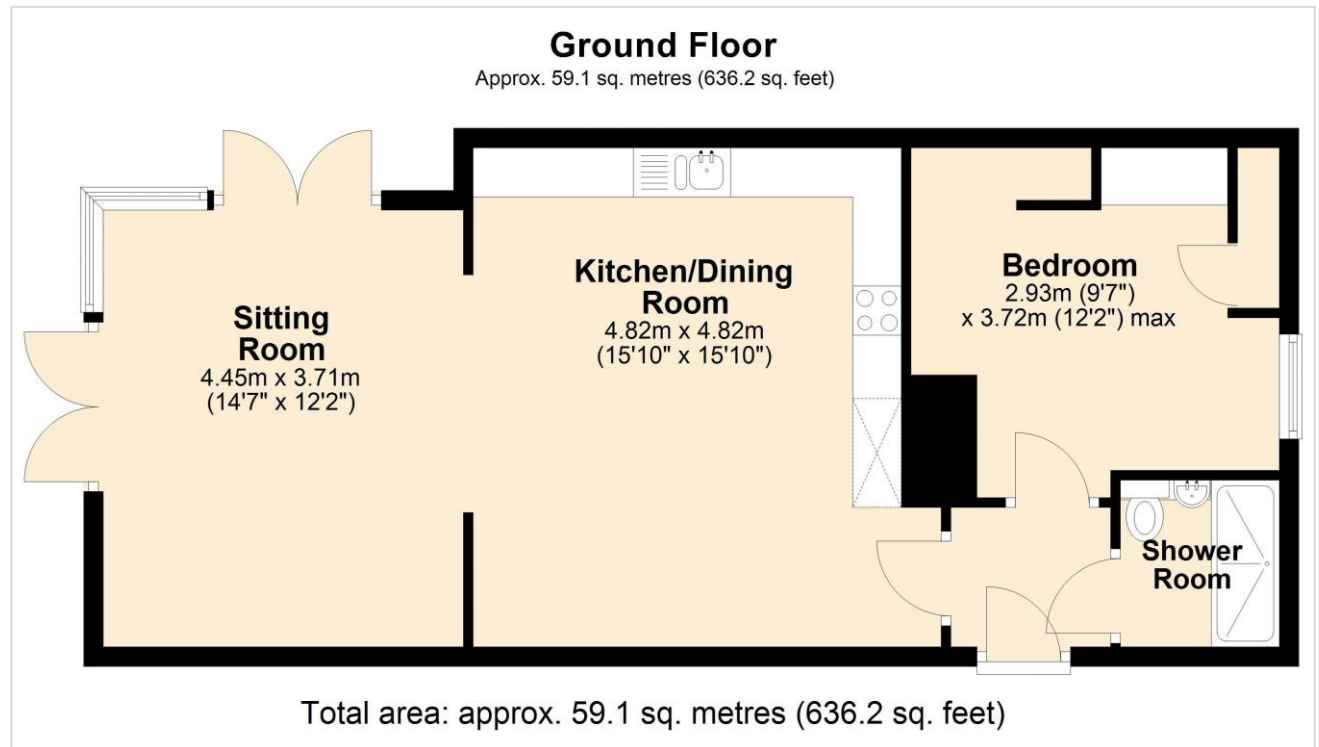 Ground Floor
Approx. 59.1 sq. metres (636.2 sq. feet)
Sitting
Room
4.45m x 3.71m
(14'7" x 12'2")
Kitchen/Dining
Room
4.82m x 4.82m
(15'10" x 15'10")
Bedroom
2.93m (9'7")
x 3.72m (12'2") max
Shower
Room
Total area: approx. 59.1 sq. metres (636.2 sq. feet)